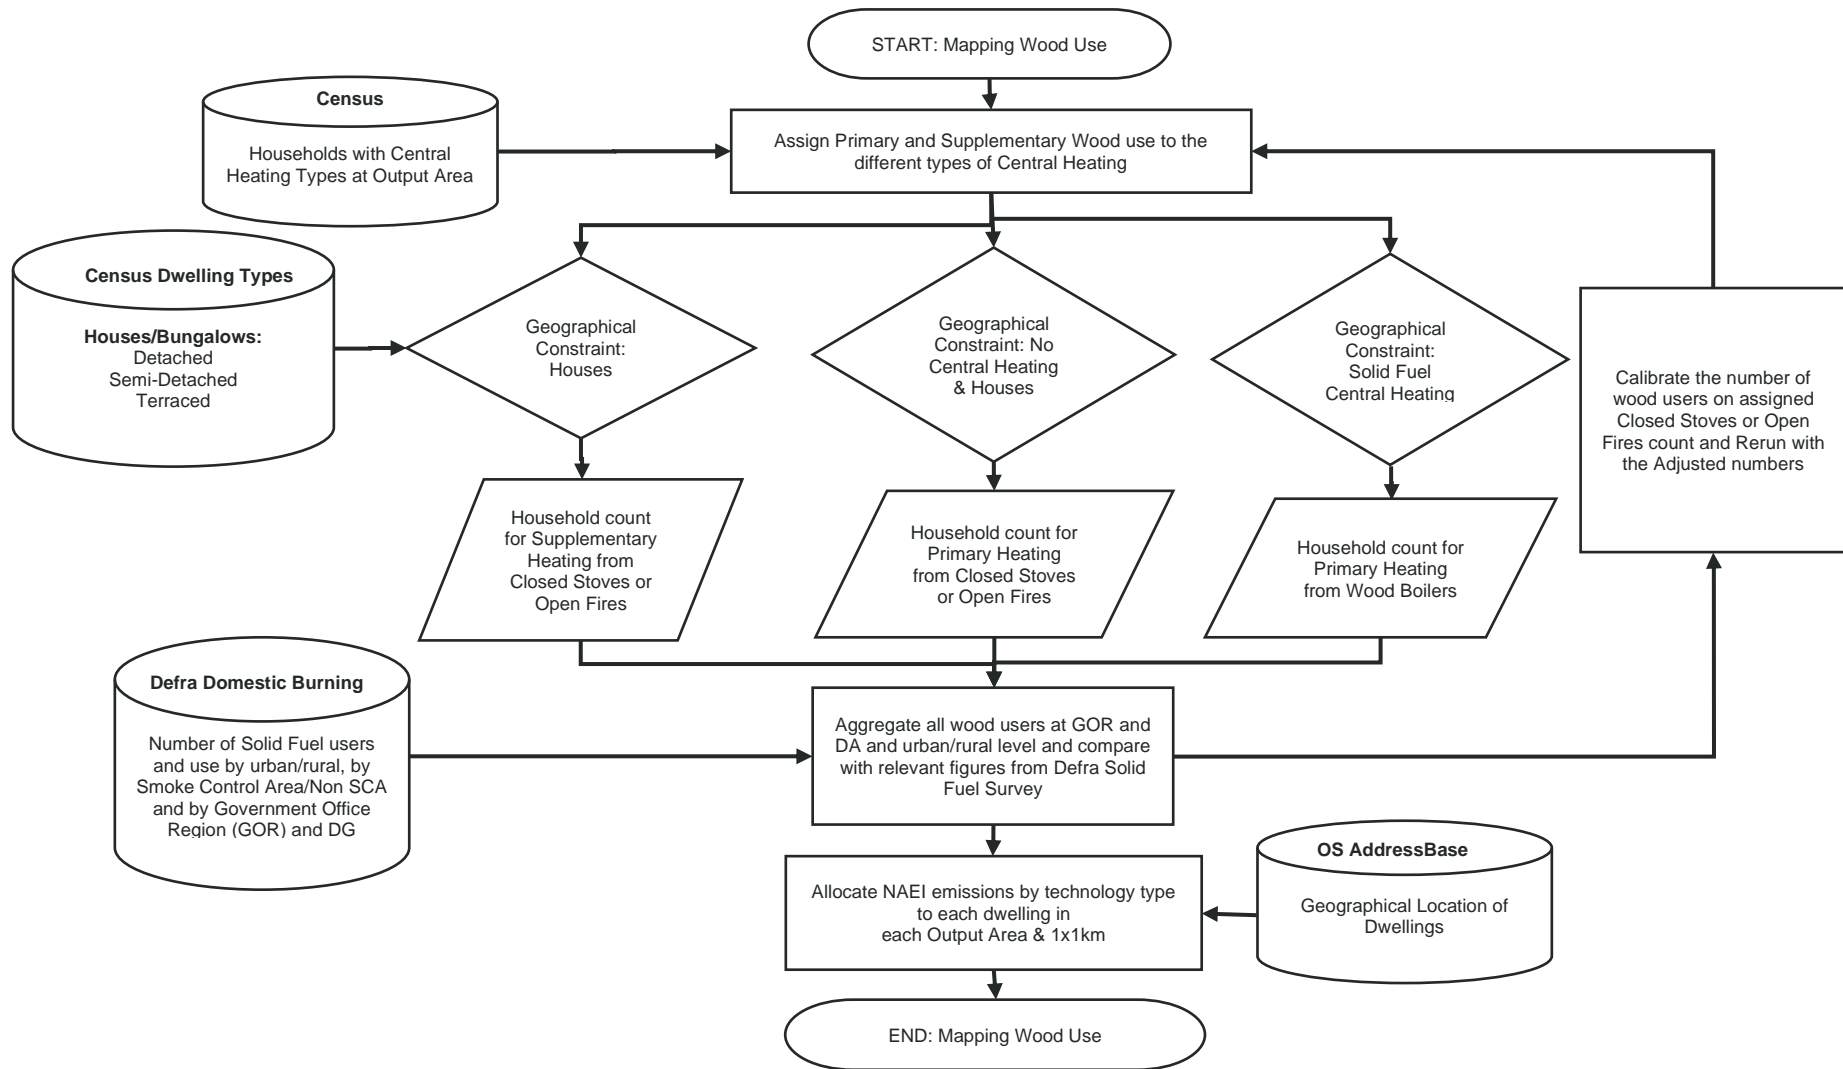 START: Mapping Wood Use
Census
Households with Central
Heating Types at Output Area
Assign Primary and Supplementary Wood use to the
different types of Central Heating
Census Dwelling Types
Houses/Bungalows:
Detached
Semi-Detached
Terraced
Geographical
Constraint:
Houses
Geographical
Constraint: No
Central Heating
& Houses
Geographical
Constraint:
Solid Fuel
Central Heating
Calibrate the number of
wood users on assigned
Closed Stoves or Open
Fires count and Rerun with
the Adjusted numbers
Household count
for Supplementary
Heating from
Closed Stoves or
Open Fires
Household count for
Primary Heating
from Closed Stoves
or Open Fires
Household count for
Primary Heating
from Wood Boilers
Defra Domestic Burning
Number of Solid Fuel users
and use by urban/rural, by
Smoke Control Area/Non SCA
and by Government Office
Region (GOR) and DG
Aggregate all wood users at GOR and
DA and urban/rural level and compare
with relevant figures from Defra Solid
Fuel Survey
Allocate NAEI emissions by technology type
to each dwelling in
each Output Area & 1x1km
OS AddressBase
Geographical Location of
Dwellings
END: Mapping Wood Use